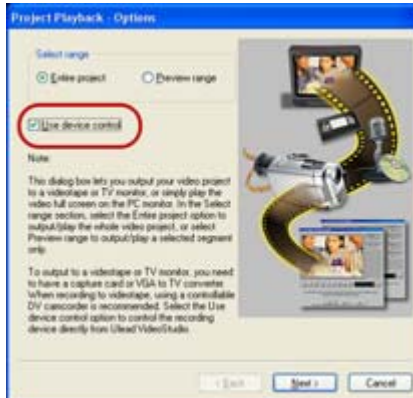 Project Playback - Options
Select range
Entire project Preview range
Use device control
Note:
This dialog box lets you output your video project
to a videotape or TV monitor, or simply play the
video full screen on the PC monitor. In the Select
range section, select the Entire project option to
output/play the whole video project, or select
Preview range to output/play a selected segment
only.
To output to a videotape or TV monitor, you need
to have a capture card or VGA to TV converter.
When recording to videotape, using a controllable
DV camcorder is recommended. Select the Use
device control option to control the recording
device directly from Ulead VideoStudio.
< Back Next > Cancel